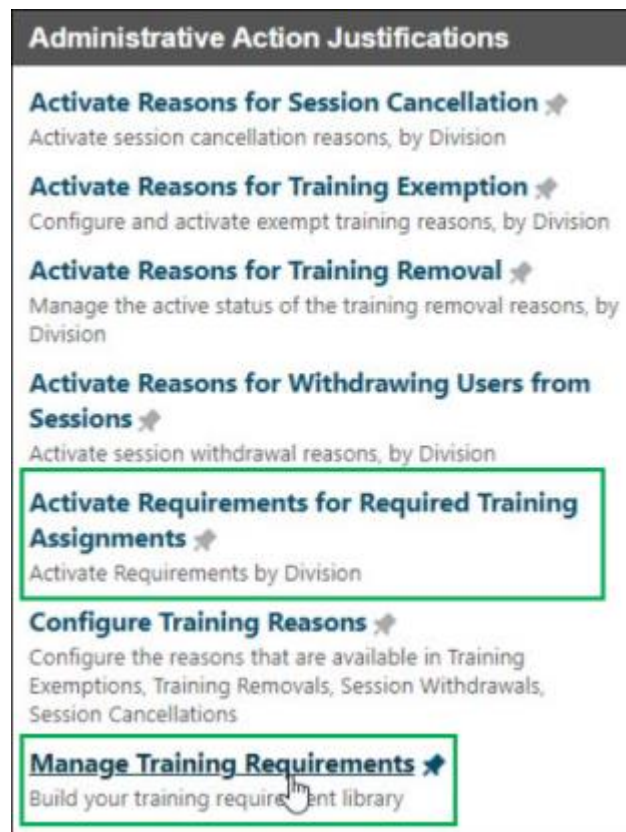 Administrative Action Justifications
Activate Reasons for Session Cancellation
Activate session cancellation reasons, by Division
Activate Reasons for Training Exemption
Configure and activate exempt training reasons, by Division
Activate Reasons for Training Removal
Manage the active status of the training removal reasons, by
Division
Activate Reasons for Withdrawing Users from
Sessions
Activate session withdrawal reasons, by Division
Activate Requirements for Required Training
Assignments
Activate Requirements by Division
Configure Training Reasons
Configure the reasons that are available in Training
Exemptions, Training Removals, Session Withdrawals,
Session Cancellations
Manage Training Requirements
Build your training requirement library